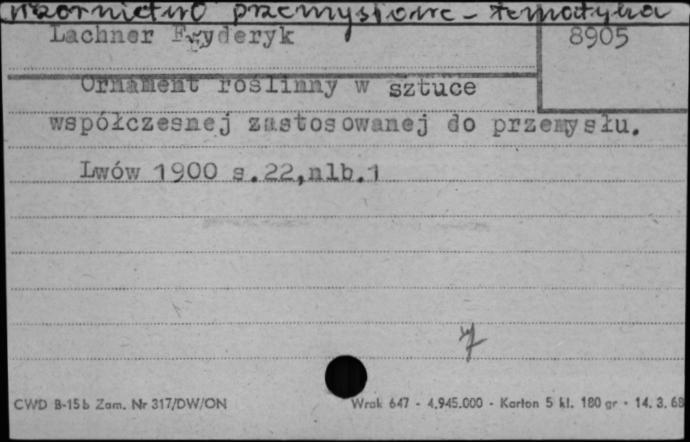 wzornictwo przemysłowe - tematyka
Lachner Fryderyk 8905
Ornament roślinny w sztuce
współczesnej zastosowanej do przemysłu.
Lwów 1900 s.22,nlb.1
CWD B-15b Zam. Nr 317/DW/ON Wrak 647 - 4.945.000 - Karton 5 kl. 180 gr - 14. 3. 68